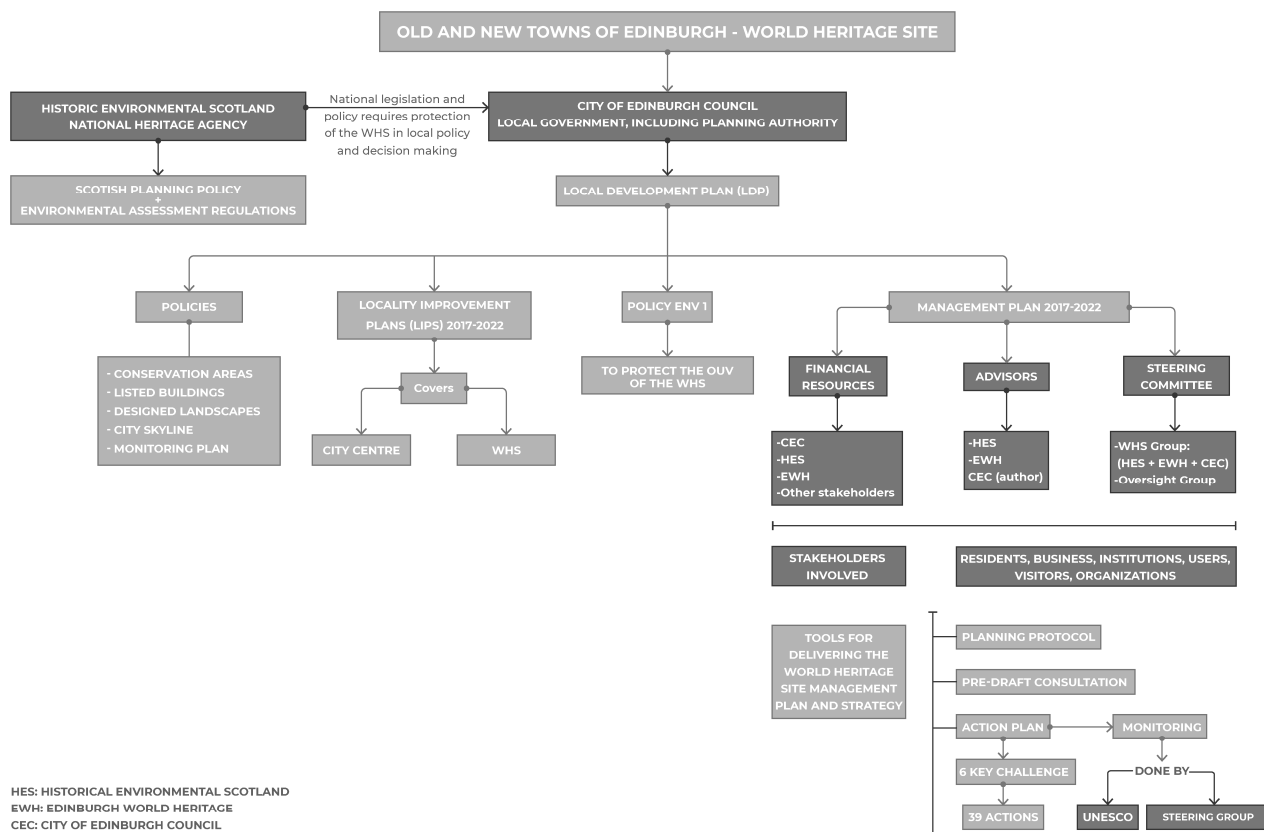 OLD AND NEW TOWNS OF EDINBURGH - WORLD HERITAGE SITE
HISTORIC ENVIRONMENTAL SCOTLAND
NATIONAL HERITAGE AGENCY
National legislation and
policy requires protection
of the WHS in local policy
and decision making
CITY OF EDINBURGH COUNCIL
LOCAL GOVERNMENT, INCLUDING PLANNING AUTHORITY
SCOTISH PLANNING POLICY
+
ENVIRONMENTAL ASSESSMENT REGULATIONS
LOCAL DEVELOPMENT PLAN (LDP)
POLICIES
- CONSERVATION AREAS
- LISTED BUILDINGS
- DESIGNED LANDSCAPES
- CITY SKYLINE
- MONITORING PLAN
LOCALITY IMPROVEMENT
PLANS (LIPS) 2017-2022
Covers
CITY CENTRE
WHS
POLICY ENV 1
TO PROTECT THE OUV
OF THE WHS
MANAGEMENT PLAN 2017-2022
FINANCIAL
RESOURCES
-CEC
-HES
-EWH
-Other stakeholders
ADVISORS
-HES
-EWH
CEC (author)
STEERING
COMMITTEE
-WHS Group:
(HES + EWH + CEC)
-Oversight Group
STAKEHOLDERS
INVOLVED
RESIDENTS, BUSINESS, INSTITUTIONS, USERS,
VISITORS, ORGANIZATIONS
TOOLS FOR
DELIVERING THE
WORLD HERITAGE
SITE MANAGEMENT
PLAN AND STRATEGY
PLANNING PROTOCOL
PRE-DRAFT CONSULTATION
ACTION PLAN
MONITORING
6 KEY CHALLENGE
DONE BY
39 ACTIONS
UNESCO
STEERING GROUP
HES: HISTORICAL ENVIRONMENTAL SCOTLAND
EWH: EDINBURGH WORLD HERITAGE
CEC: CITY OF EDINBURGH COUNCIL